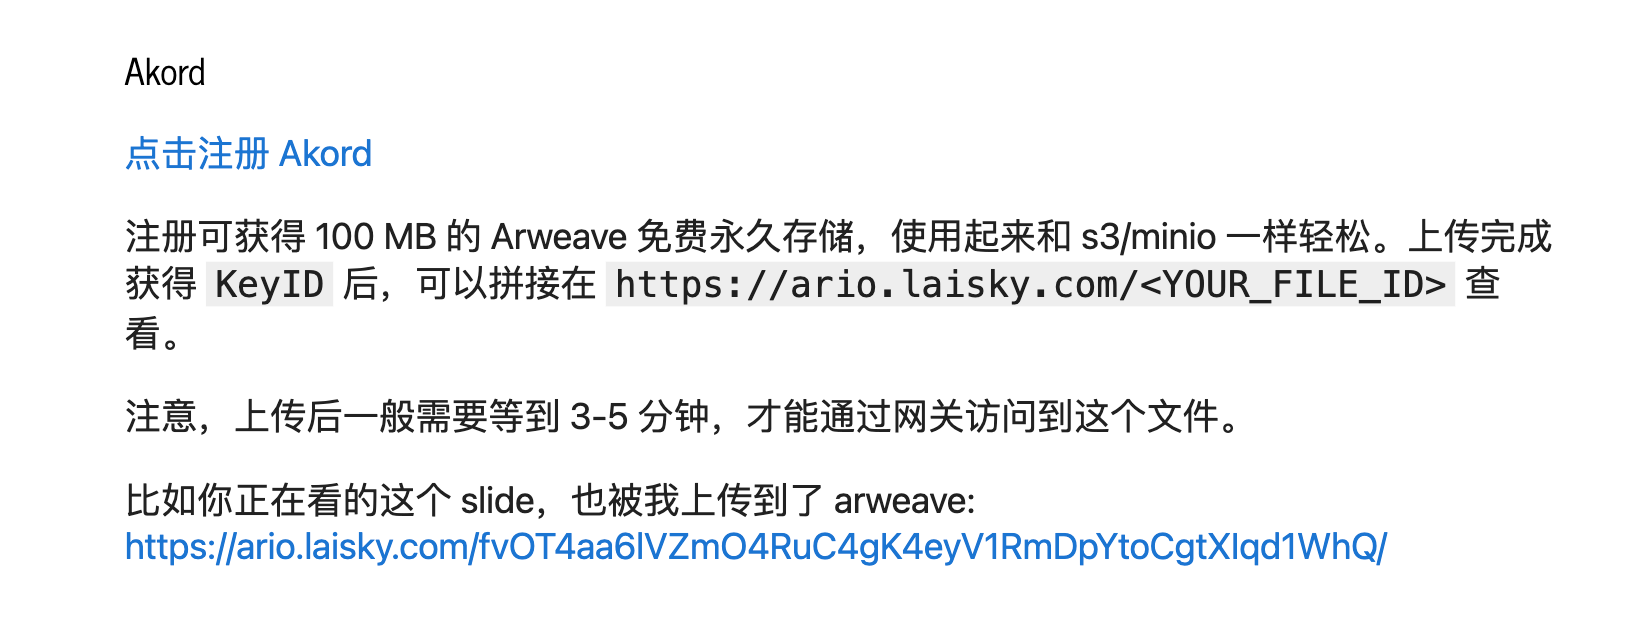 Akord
点击注册 Akord
注册可获得 100 MB 的 Arweave 免费永久存储，使用起来和 s3/minio 一样轻松。上传完成
获得 KeyID 后，可以拼接在 https://ario.laisky.com/<YOUR_FILE_ID> 查
看。
注意，上传后一般需要等到 3-5 分钟，才能通过网关访问到这个文件。
比如你正在看的这个 slide，也被我上传到了 arweave:
https://ario.laisky.com/fvOT4aa6lVZmO4RuC4gK4eyV1RmDpYtoCgtXIqd1WhQ/